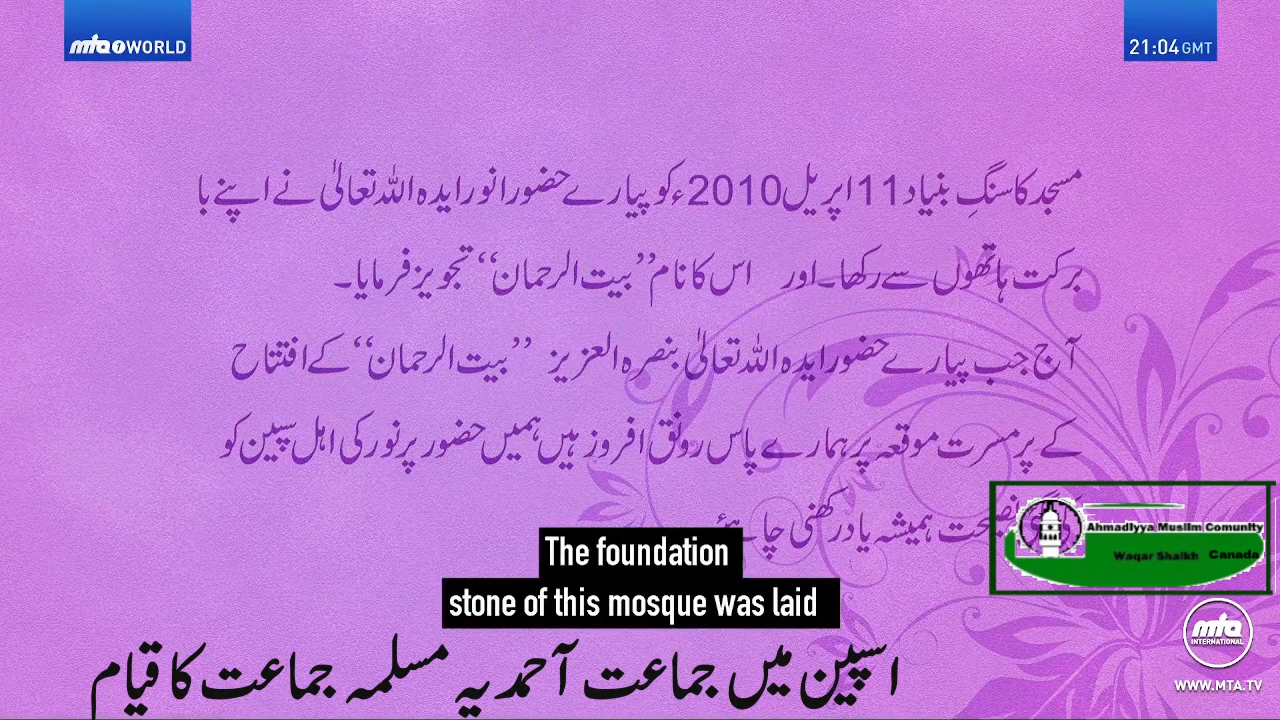 mta1 WORLD
21:04 GMT
مسجد کا سنگِ بنیاد 11 اپریل 2010ء کو پیارے حضور انور ایدہ اللہ تعالیٰ نے اپنے با
برکت ہاتھوں سے رکھا۔ اور اس کا نام ’’بیت الرحمان‘‘ تجویز فرمایا۔
آج جب پیارے حضور ایدہ اللہ تعالیٰ بنصرہ العزیز ’’بیت الرحمان‘‘ کے افتتاح
کے پر مسرت موقعہ پر ہمارے پاس رونق افروز ہیں ہمیں حضور پر نور کی اہل سپین کو
نصیحت ہمیشہ یاد رکھنی چاہئے
Ahmadiyya Muslim Comunity
Waqar Shaikh Canada
The foundation
stone of this mosque was laid
mta
INTERNATIONAL
اسپین میں جماعت آحمدیہ مسلمہ جماعت کا قیام
WWW.MTA.TV